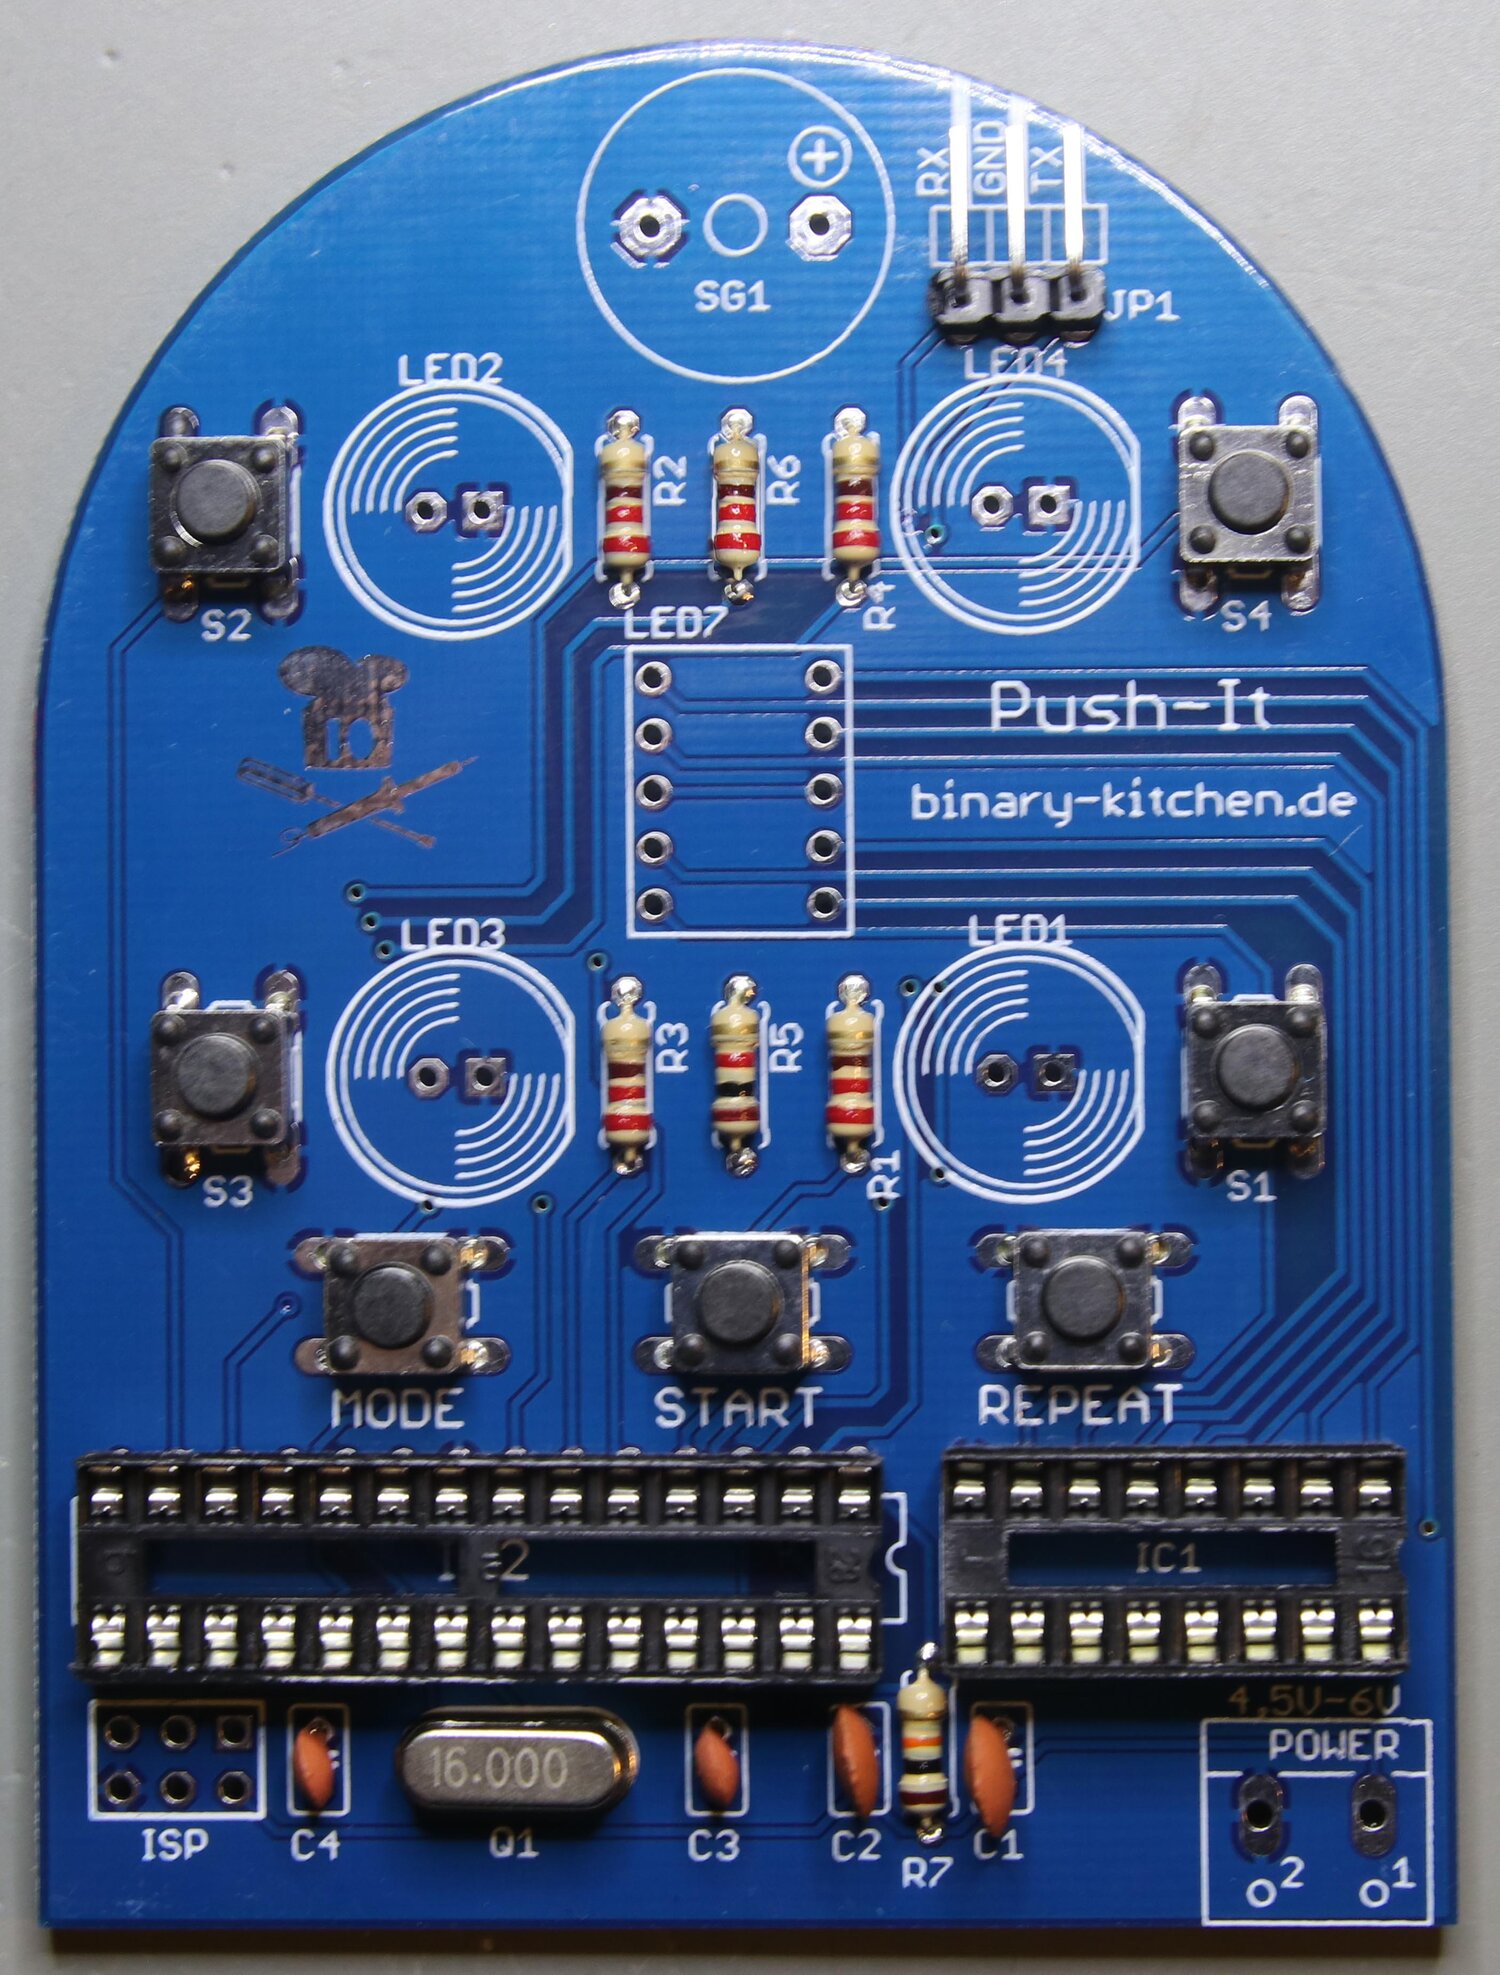 RX
GND
TX
+
SG1
JP1
LED2
LED4
R2
R6
R4
S2
S4
LED7
Push-It
binary-kitchen.de
LED3
LED1
R3
R5
R1
S3
S1
MODE
START
REPEAT
IC1
16
4,5V-6V
POWER
16.000
ISP
C4
Q1
C3
C2
R7
C1
2
1